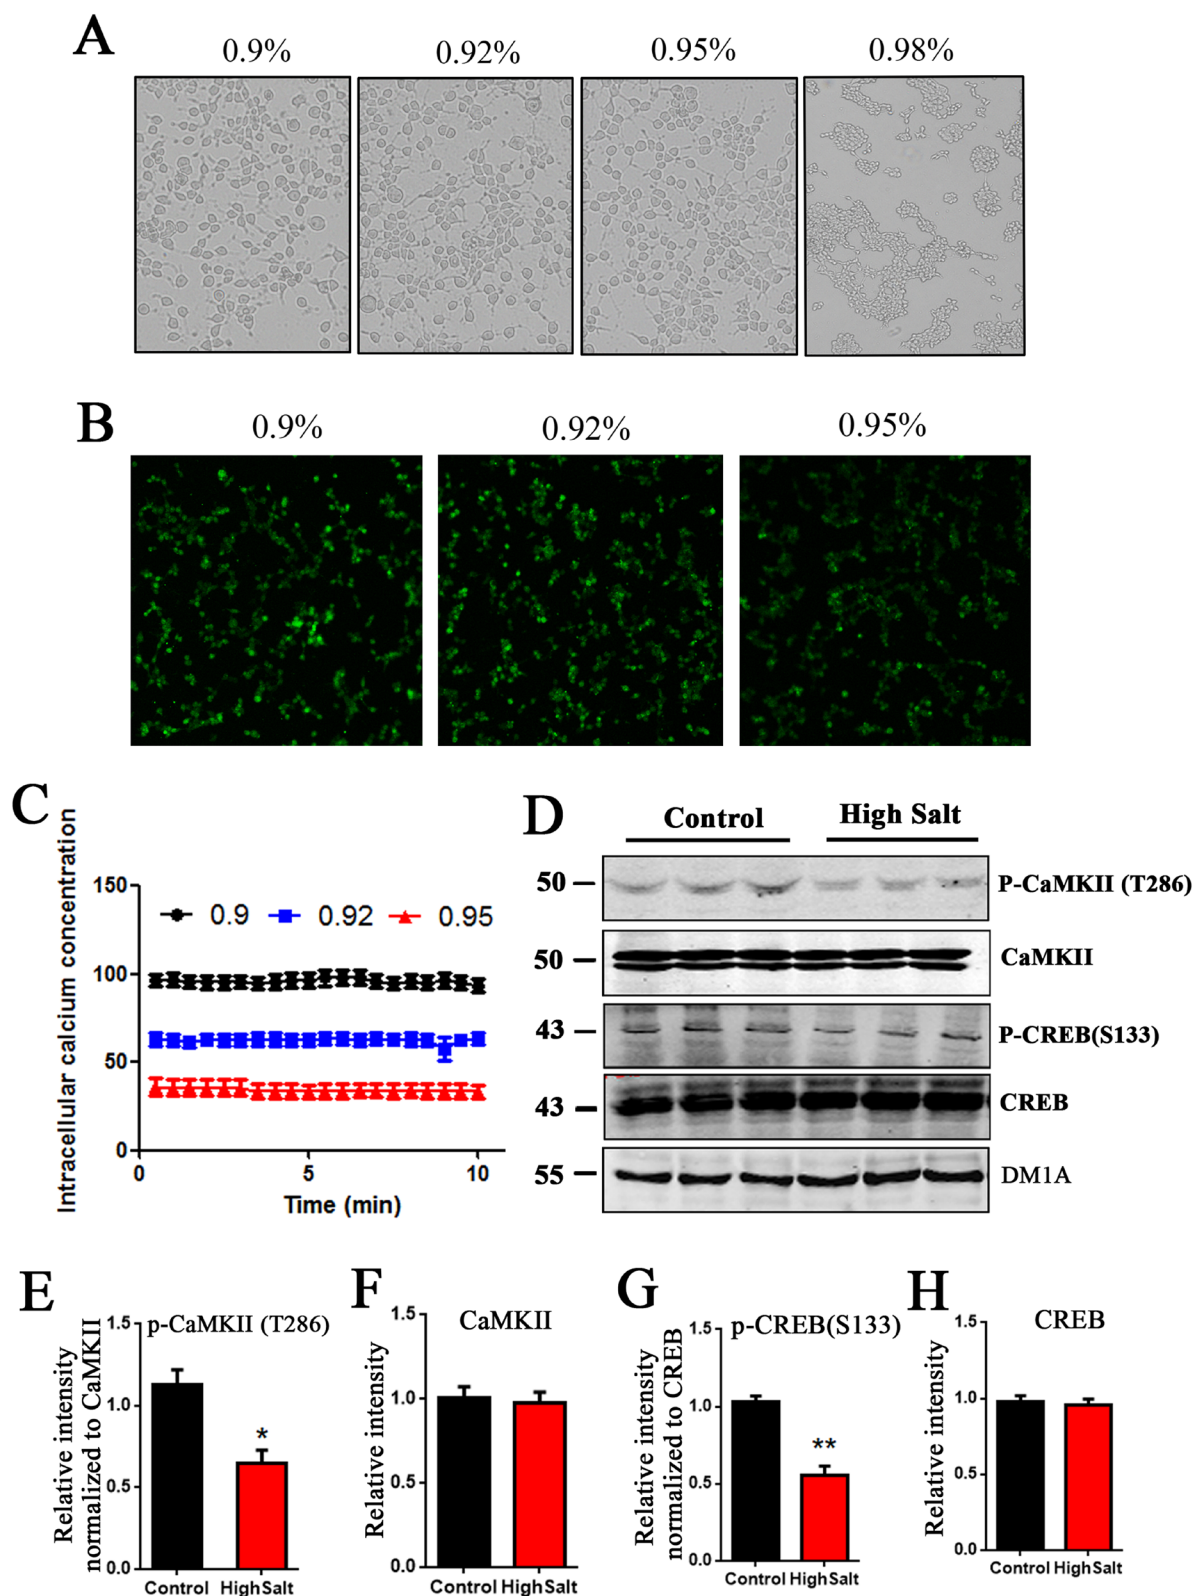 A
0.9%
0.92%
0.95%
0.98%
B
0.9%
0.92%
0.95%
C
Intracellular calcium concentration
150
100
50
0
0.9
0.92
0.95
0
5
10
Time (min)
D
Control
High Salt
50
P-CaMKII (T286)
50
CaMKII
43
P-CREB(S133)
43
CREB
55
DM1A
E
Relative intensity
normalized to CaMKII
p-CaMKII (T286)
1.5
1.0
0.5
0.0
*
Control
HighSalt
F
Relative intensity
CaMKII
1.5
1.0
0.5
0.0
Control
HighSalt
G
Relative intensity
normalized to CREB
p-CREB(S133)
1.5
1.0
0.5
0.0
**
Control
HighSalt
H
Relative intensity
CREB
1.5
1.0
0.5
0.0
Control
HighSalt